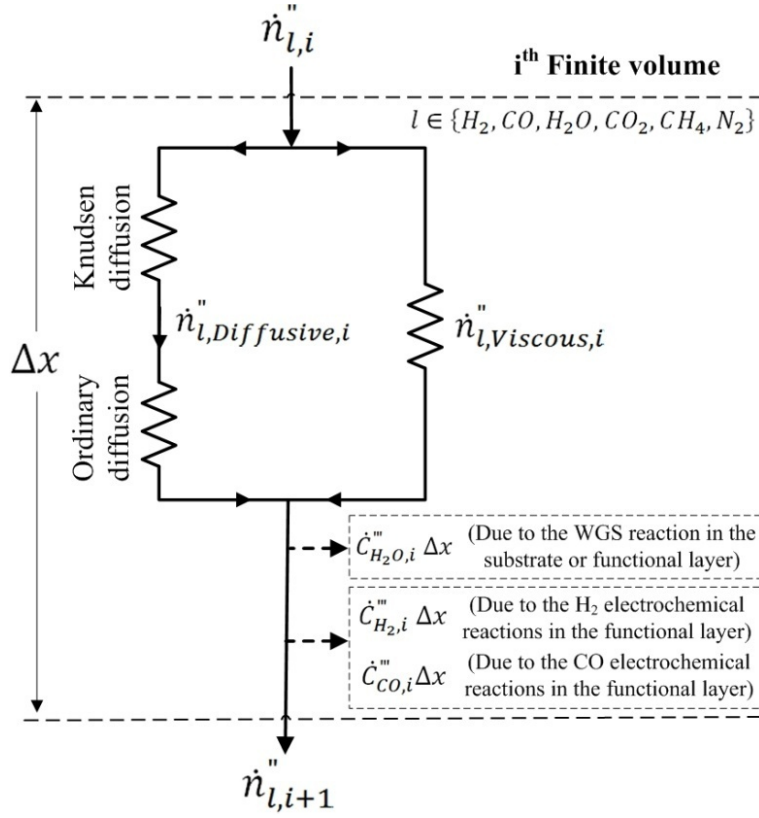 ṅ"l,i
iᵗʰ Finite volume
l ∈ {H₂, CO, H₂O, CO₂, CH₄, N₂}
Knudsen
diffusion
ṅ"l,Diffusive,i
ṅ"l,Viscous,i
Δx
Ordinary
diffusion
Ċ'''H₂O,i Δx (Due to the WGS reaction in the
substrate or functional layer)
Ċ'''H₂,i Δx (Due to the H₂ electrochemical
reactions in the functional layer)
Ċ'''CO,i Δx (Due to the CO electrochemical
reactions in the functional layer)
ṅ"l,i+1